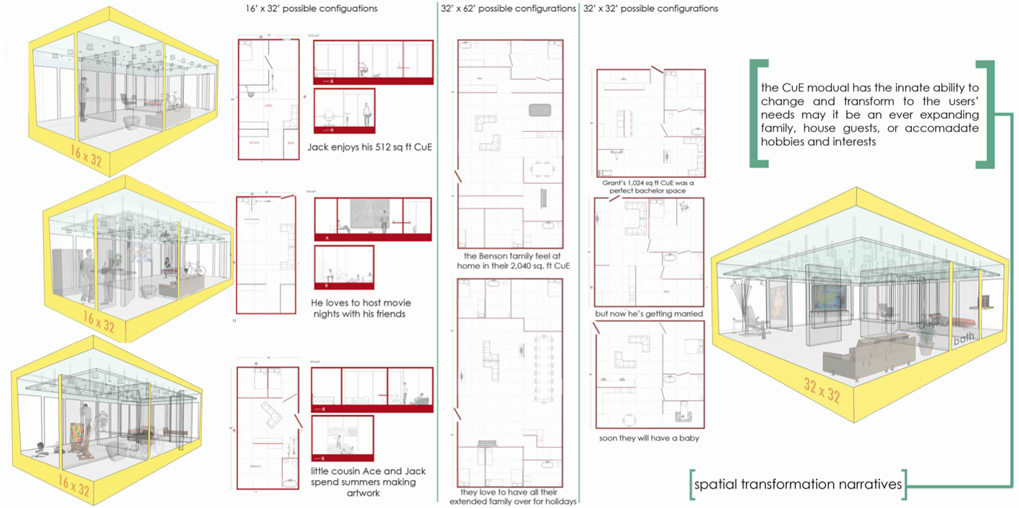 16' x 32' possible configuations
32' x 62' possible configurations
32' x 32' possible configurations
16 x 32
Jack enjoys his 512 sq ft CuE
16 x 32
He loves to host movie
nights with his friends
16 x 32
little cousin Ace and Jack
spend summers making
artwork
the Benson family feel at
home in their 2,040 sq. ft CuE
they love to have all their
extended family over for holidays
Grant's 1,024 sq ft CUE was a
perfect bachelor space
but now he's getting married
soon they will have a baby
the CuE modual has the innate ability to
change and transform to the users'
needs may it be an ever expanding
family, house guests, or accomadate
hobbies and interests
bath
32 x 32
spatial transformation narratives